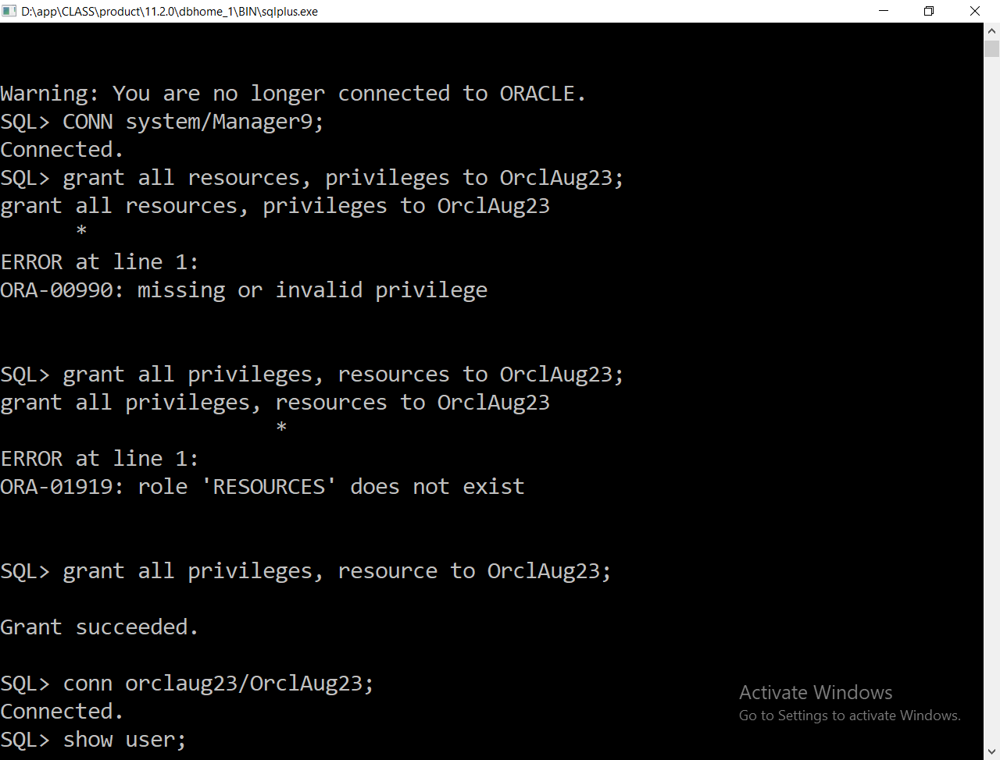 D:\app\CLASS\product\11.2.0\dbhome_1\BIN\sqlplus.exe
Warning: You are no longer connected to ORACLE.
SQL> CONN system/Manager9;
Connected.
SQL> grant all resources, privileges to OrclAug23;
grant all resources, privileges to OrclAug23
*
ERROR at line 1:
ORA-00990: missing or invalid privilege
SQL> grant all privileges, resources to OrclAug23;
grant all privileges, resources to OrclAug23
*
ERROR at line 1:
ORA-01919: role 'RESOURCES' does not exist
SQL> grant all privileges, resource to OrclAug23;
Grant succeeded.
SQL> conn orclaug23/OrclAug23;
Connected.
SQL> show user;
Activate Windows
Go to Settings to activate Windows.